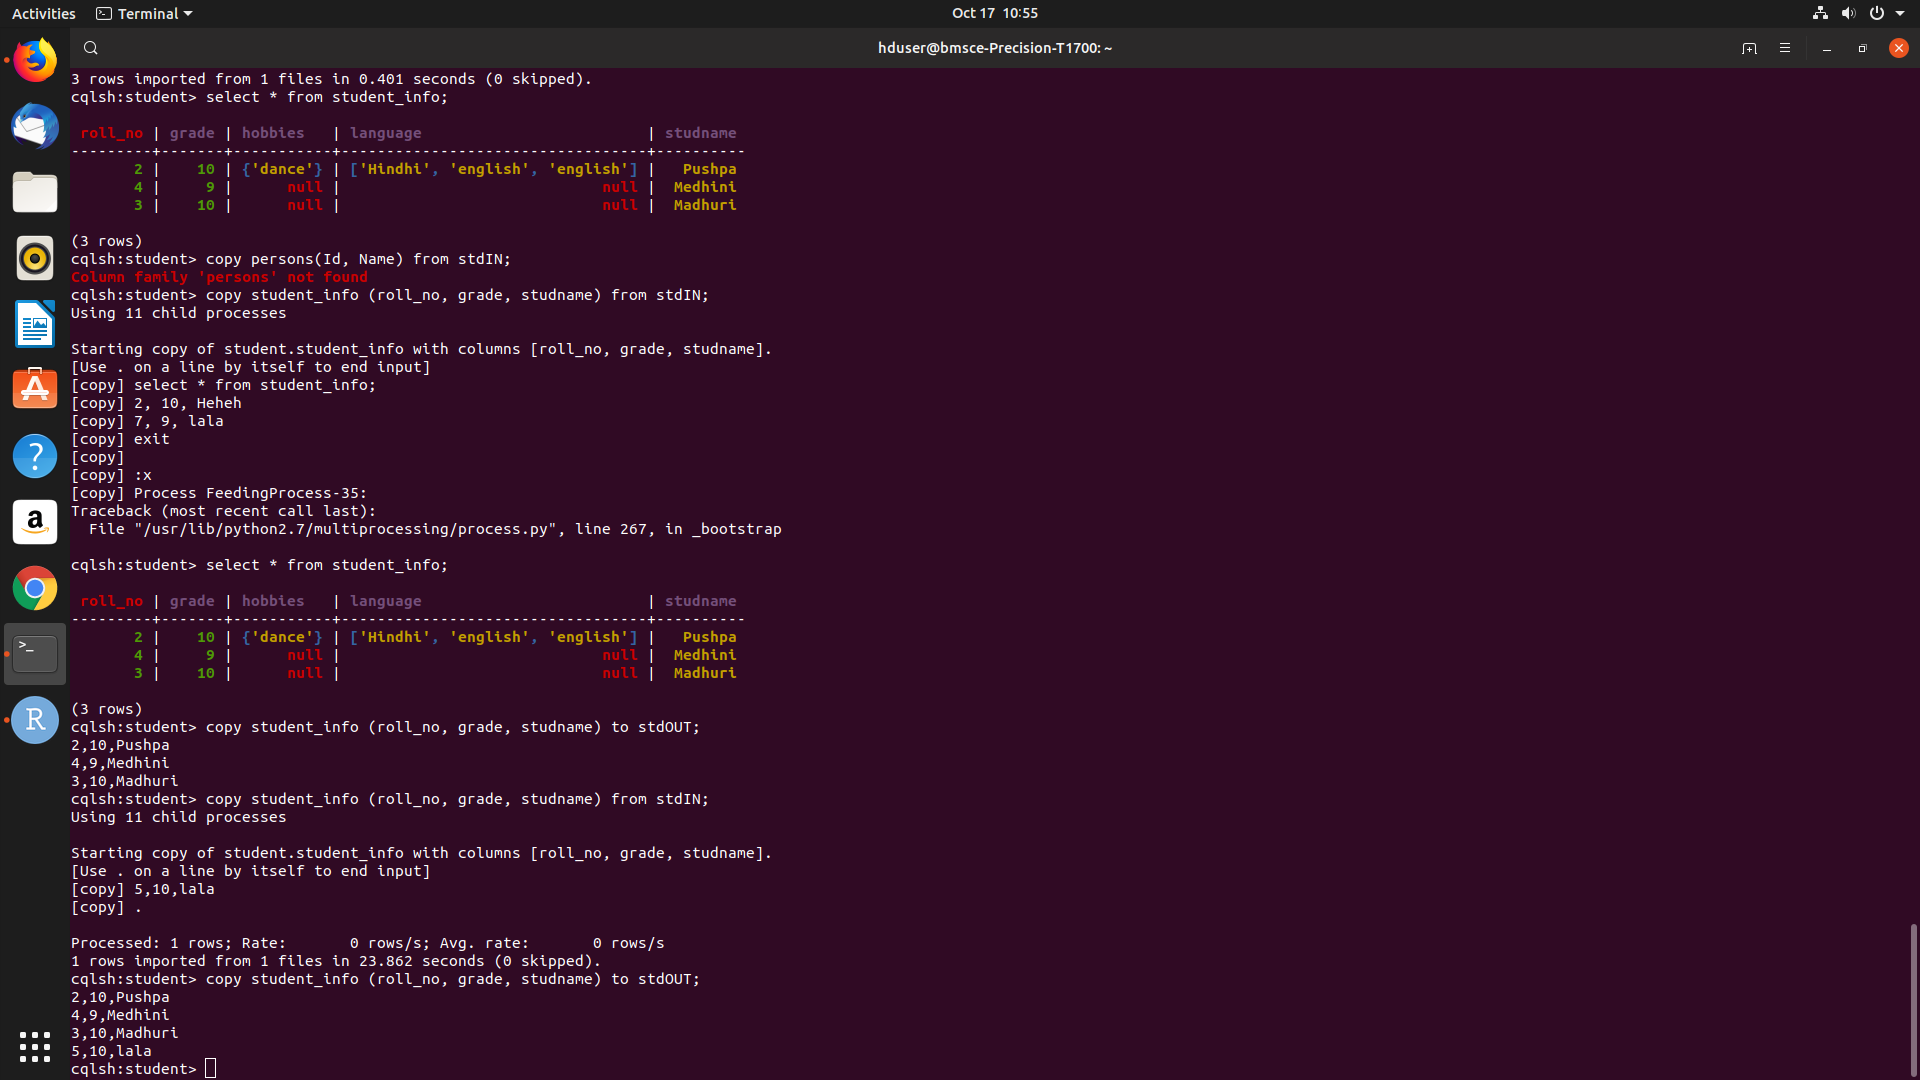 Activities Terminal Oct 17 10:55
hduser@bmsce-Precision-T1700: ~
3 rows imported from 1 files in 0.401 seconds (0 skipped).
cqlsh:student> select * from student_info;
roll_no | grade | hobbies | language | studname
---------+-------+-----------+----------------------------------+----------
2 | 10 | {'dance'} | ['Hindhi', 'english', 'english'] | Pushpa
4 | 9 | null | null | Medhini
3 | 10 | null | null | Madhuri
(3 rows)
cqlsh:student> copy persons(Id, Name) from stdIN;
Column family 'persons' not found
cqlsh:student> copy student_info (roll_no, grade, studname) from stdIN;
Using 11 child processes
Starting copy of student.student_info with columns [roll_no, grade, studname].
[Use . on a line by itself to end input]
[copy] select * from student_info;
[copy] 2, 10, Heheh
[copy] 7, 9, lala
[copy] exit
[copy]
[copy] :x
[copy] Process FeedingProcess-35:
Traceback (most recent call last):
File "/usr/lib/python2.7/multiprocessing/process.py", line 267, in _bootstrap
cqlsh:student> select * from student_info;
roll_no | grade | hobbies | language | studname
---------+-------+-----------+----------------------------------+----------
2 | 10 | {'dance'} | ['Hindhi', 'english', 'english'] | Pushpa
4 | 9 | null | null | Medhini
3 | 10 | null | null | Madhuri
(3 rows)
cqlsh:student> copy student_info (roll_no, grade, studname) to stdOUT;
2,10,Pushpa
4,9,Medhini
3,10,Madhuri
cqlsh:student> copy student_info (roll_no, grade, studname) from stdIN;
Using 11 child processes
Starting copy of student.student_info with columns [roll_no, grade, studname].
[Use . on a line by itself to end input]
[copy] 5,10,lala
[copy] .
Processed: 1 rows; Rate: 0 rows/s; Avg. rate: 0 rows/s
1 rows imported from 1 files in 23.862 seconds (0 skipped).
cqlsh:student> copy student_info (roll_no, grade, studname) to stdOUT;
2,10,Pushpa
4,9,Medhini
3,10,Madhuri
5,10,lala
cqlsh:student>